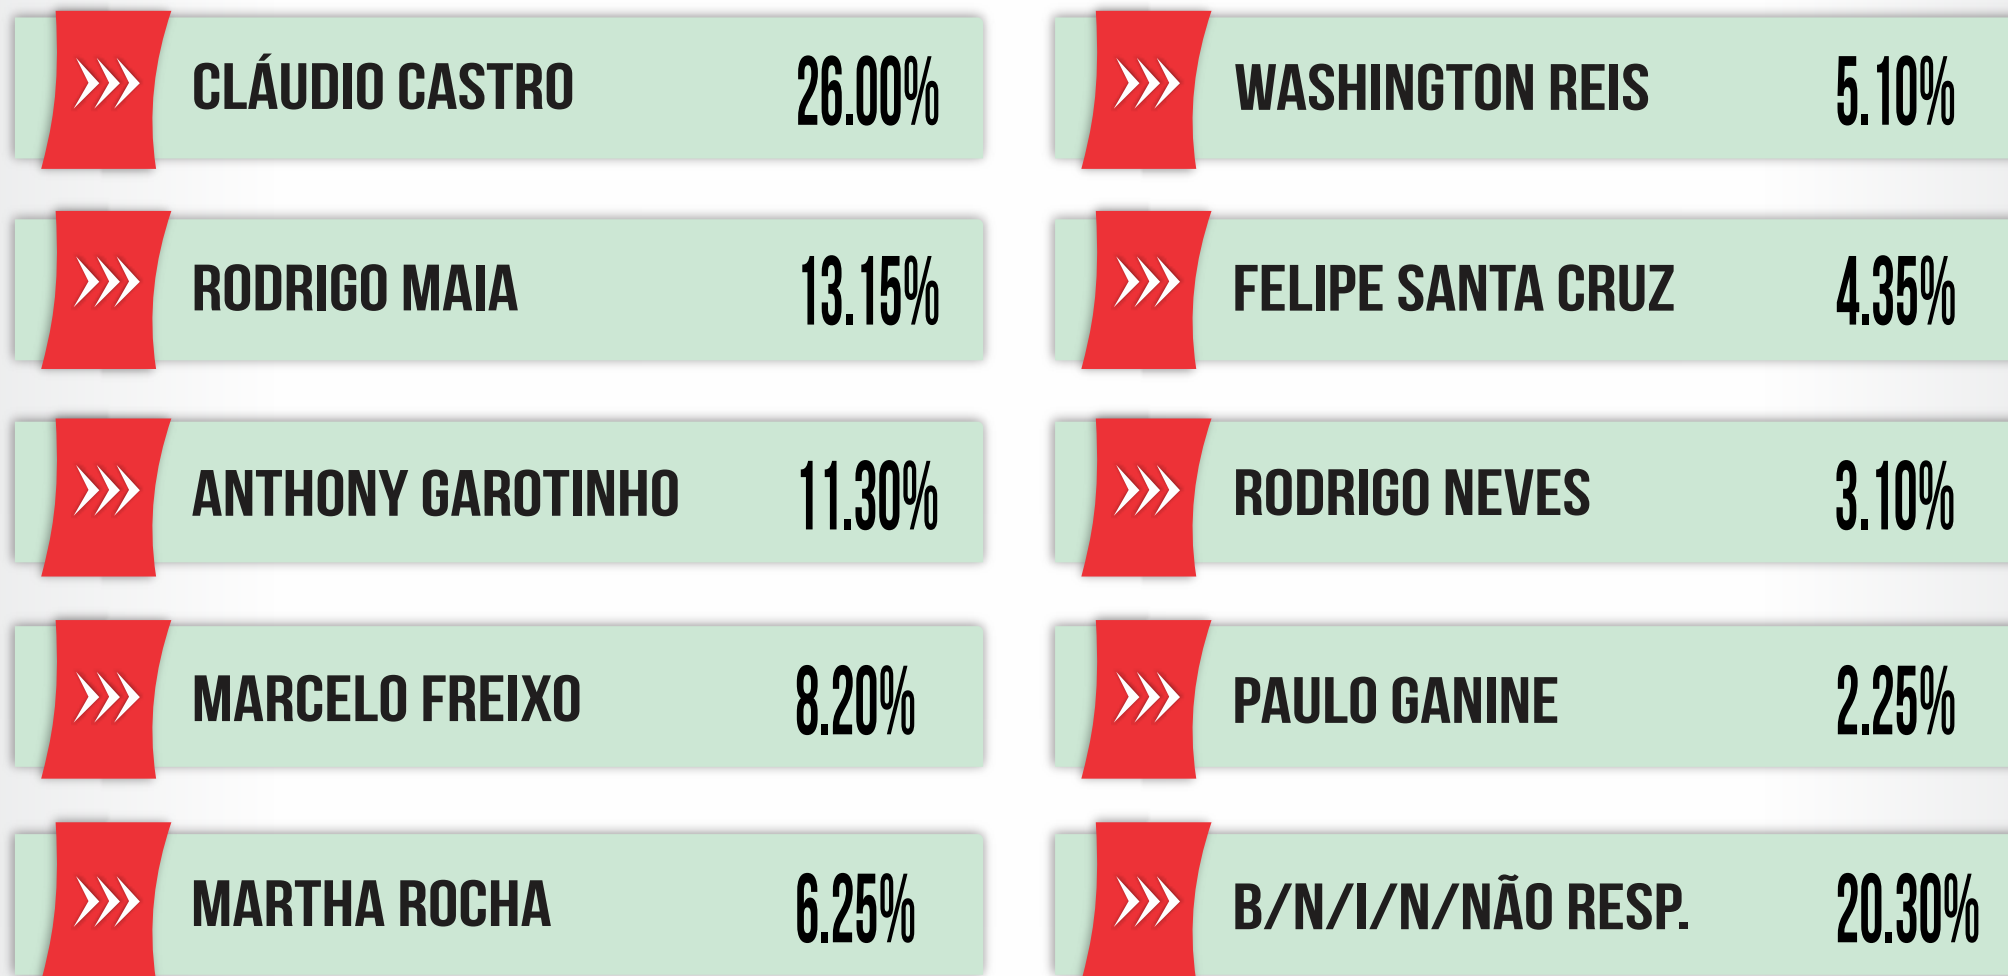 CLÁUDIO CASTRO 26.00%
RODRIGO MAIA 13.15%
ANTHONY GAROTINHO 11.30%
MARCELO FREIXO 8.20%
MARTHA ROCHA 6.25%
WASHINGTON REIS 5.10%
FELIPE SANTA CRUZ 4.35%
RODRIGO NEVES 3.10%
PAULO GANINE 2.25%
B/N/I/N/NÃO RESP. 20.30%